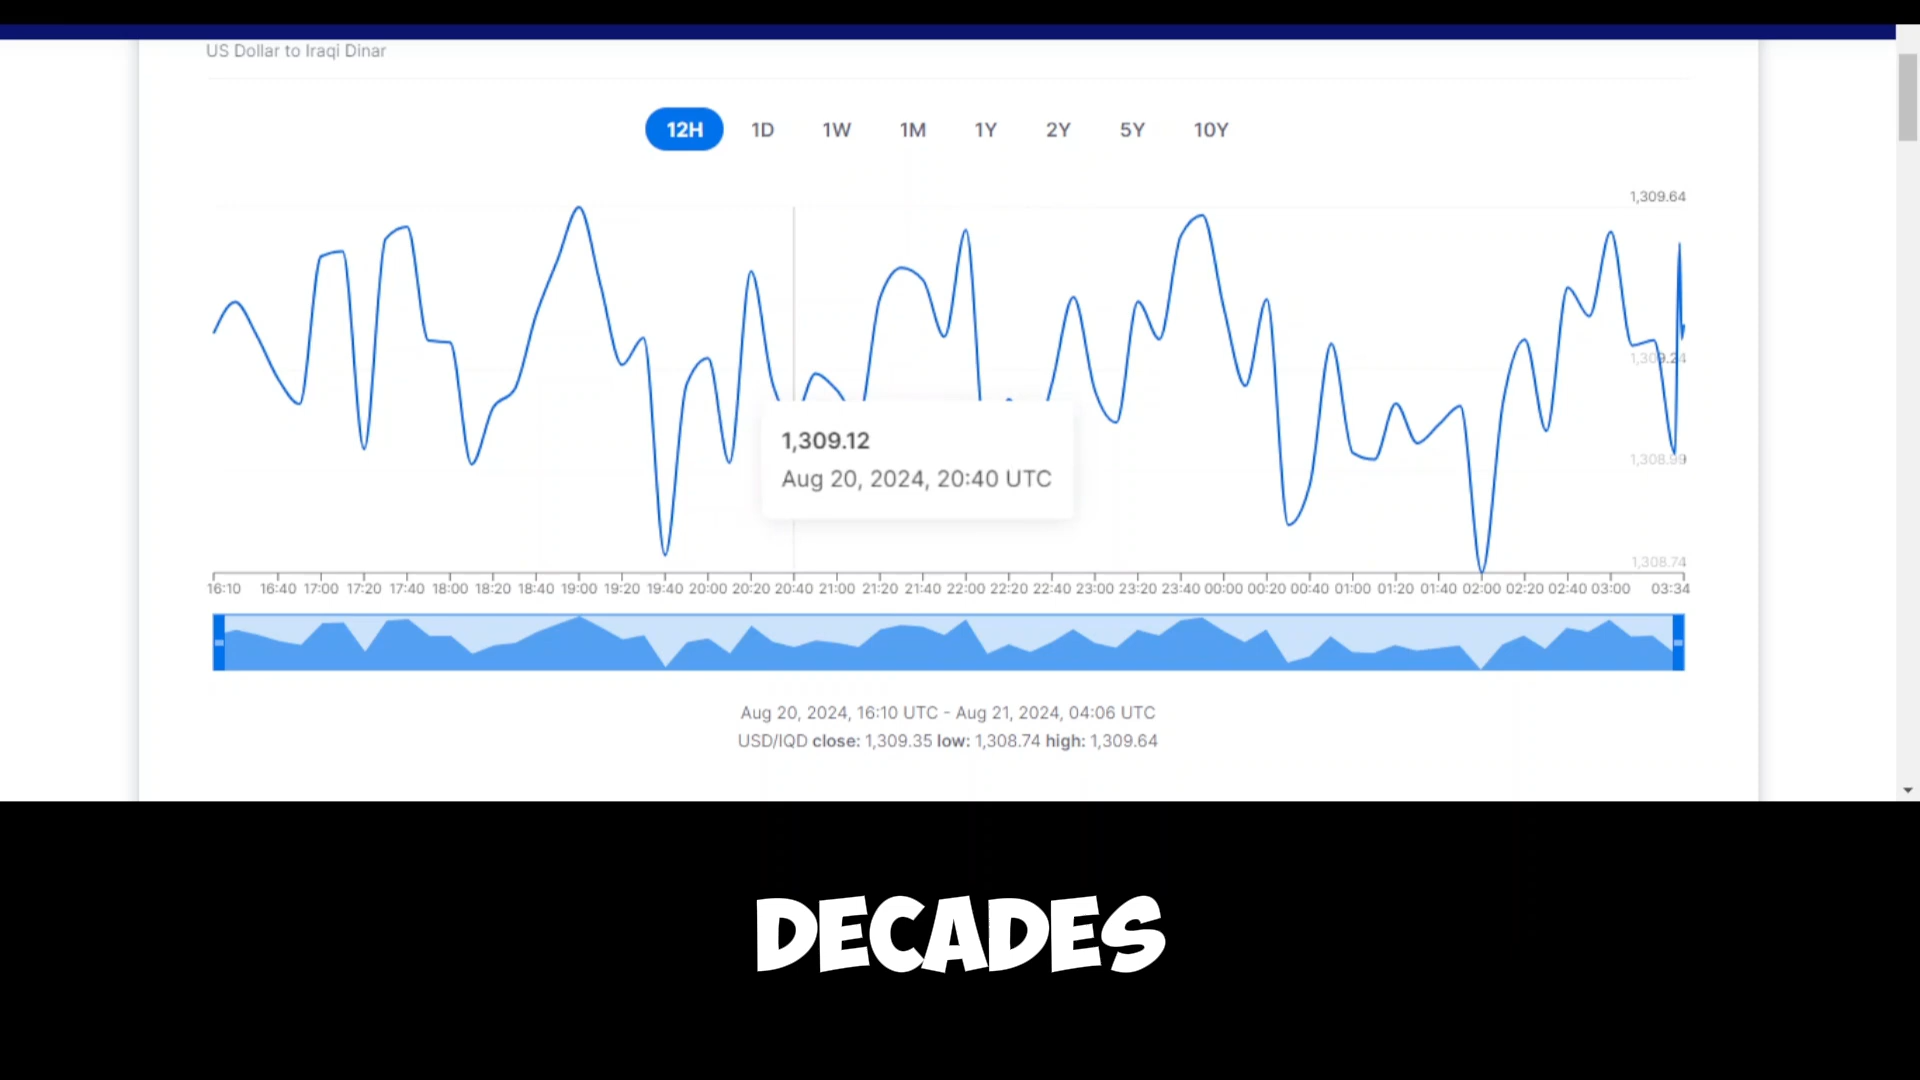 US Dollar to Iraqi Dinar
12H 1D 1W 1M 1Y 2Y 5Y 10Y
1,309.64
1,309.24
1,309.12
1,308.99
Aug 20, 2024, 20:40 UTC
1,308.74
16:10 16:40 17:00 17:20 17:40 18:00 18:20 18:40 19:00 19:20 19:40 20:00 20:20 20:40 21:00 21:20 21:40 22:00 22:20 22:40 23:00 23:20 23:40 00:00 00:20 00:40 01:00 01:20 01:40 02:00 02:20 02:40 03:00 03:34
Aug 20, 2024, 16:10 UTC - Aug 21, 2024, 04:06 UTC
USD/IQD close: 1,309.35 low: 1,308.74 high: 1,309.64
DECADES